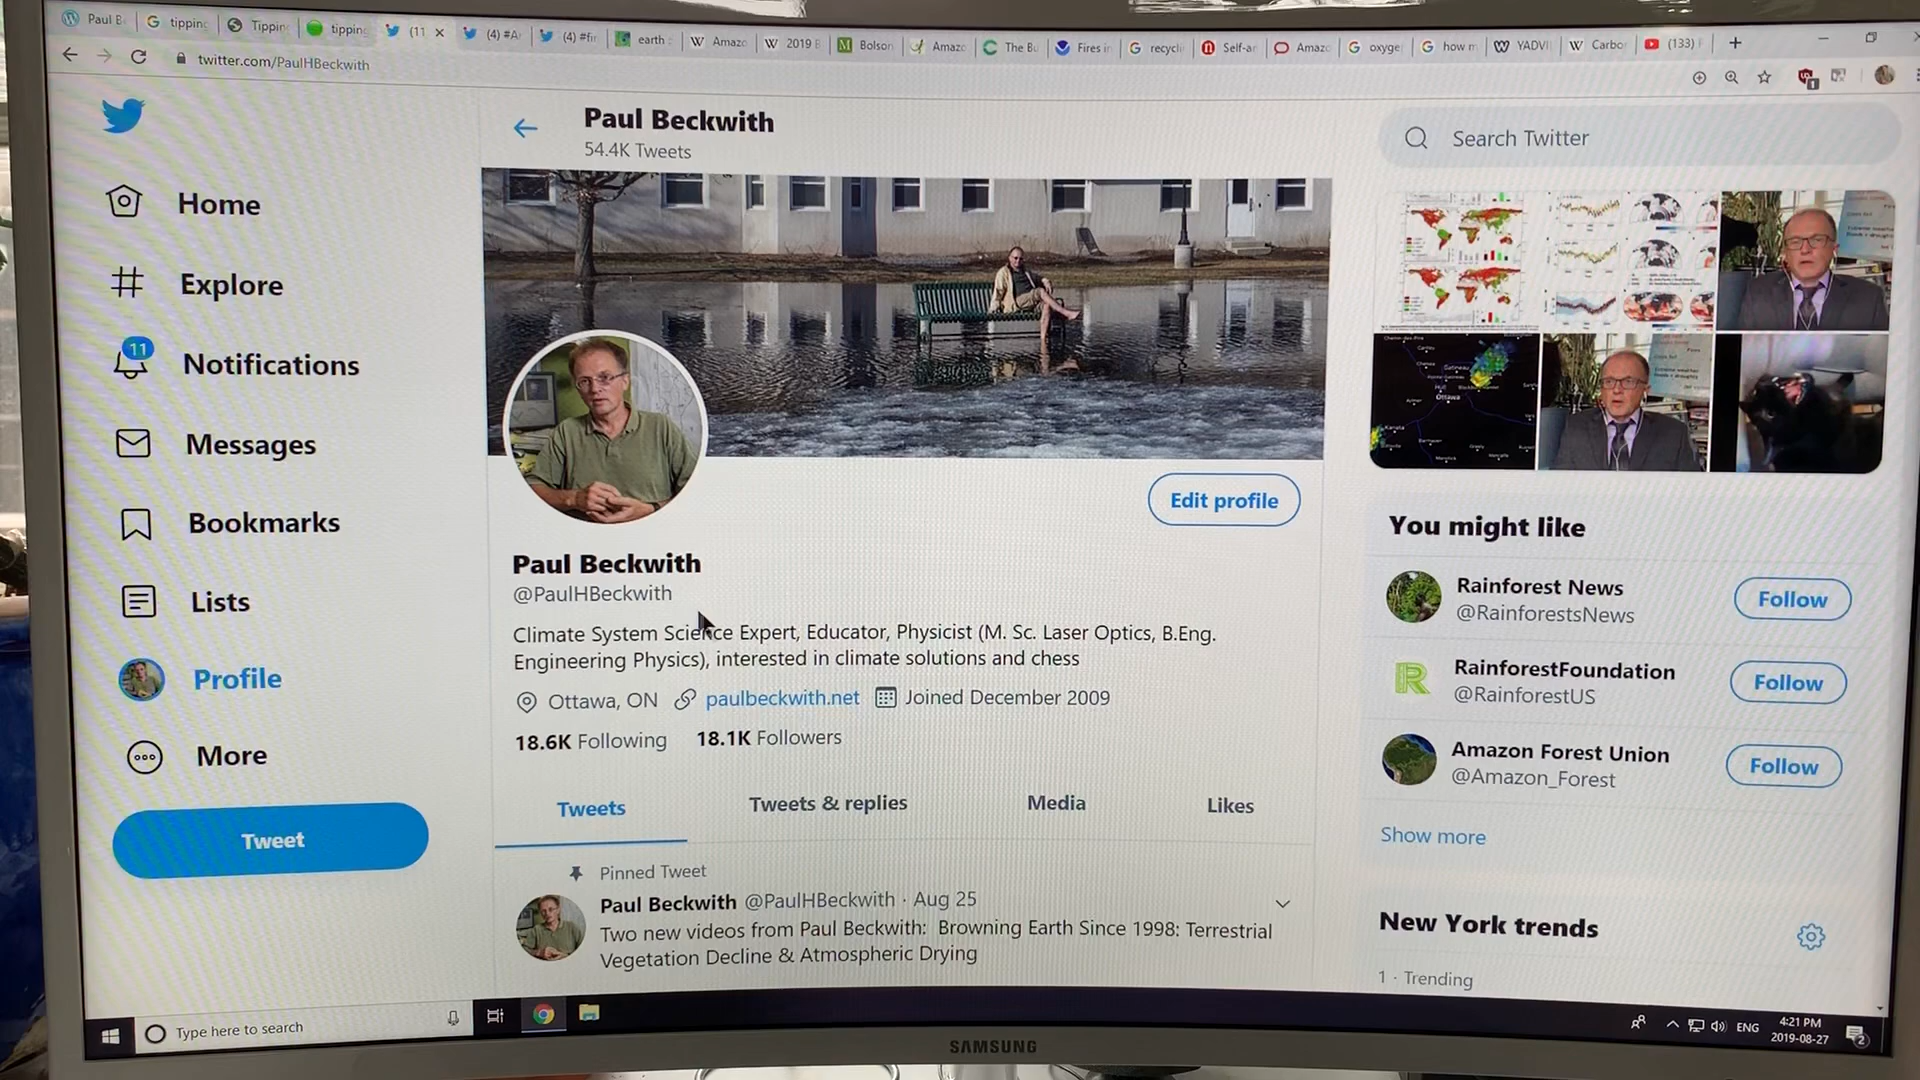 Paul B
tipping
Tippin
tipping
(11
(4) #A
(4) #fi
earth
Amazo
2019 B
Bolson
Amazo
The Bu
Fires in
recycli
Self-ar
Amazo
oxyge
how m
YADVI
Carbo
(133)
twitter.com/PaulHBeckwith
Home
Explore
11
Notifications
Messages
Bookmarks
Lists
Profile
More
Tweet
Paul Beckwith
54.4K Tweets
Edit profile
Paul Beckwith
@PaulHBeckwith
Climate System Science Expert, Educator, Physicist (M. Sc. Laser Optics, B.Eng.
Engineering Physics), interested in climate solutions and chess
Ottawa, ON paulbeckwith.net Joined December 2009
18.6K Following 18.1K Followers
Tweets Tweets & replies Media Likes
Pinned Tweet
Paul Beckwith @PaulHBeckwith · Aug 25
Two new videos from Paul Beckwith: Browning Earth Since 1998: Terrestrial
Vegetation Decline & Atmospheric Drying
Search Twitter
Ottawa
You might like
Rainforest News
@RainforestsNews
Follow
RainforestFoundation
@RainforestUS
Follow
Amazon Forest Union
@Amazon_Forest
Follow
Show more
New York trends
1 · Trending
Type here to search
ENG
4:21 PM
2019-08-27
2
SAMSUNG